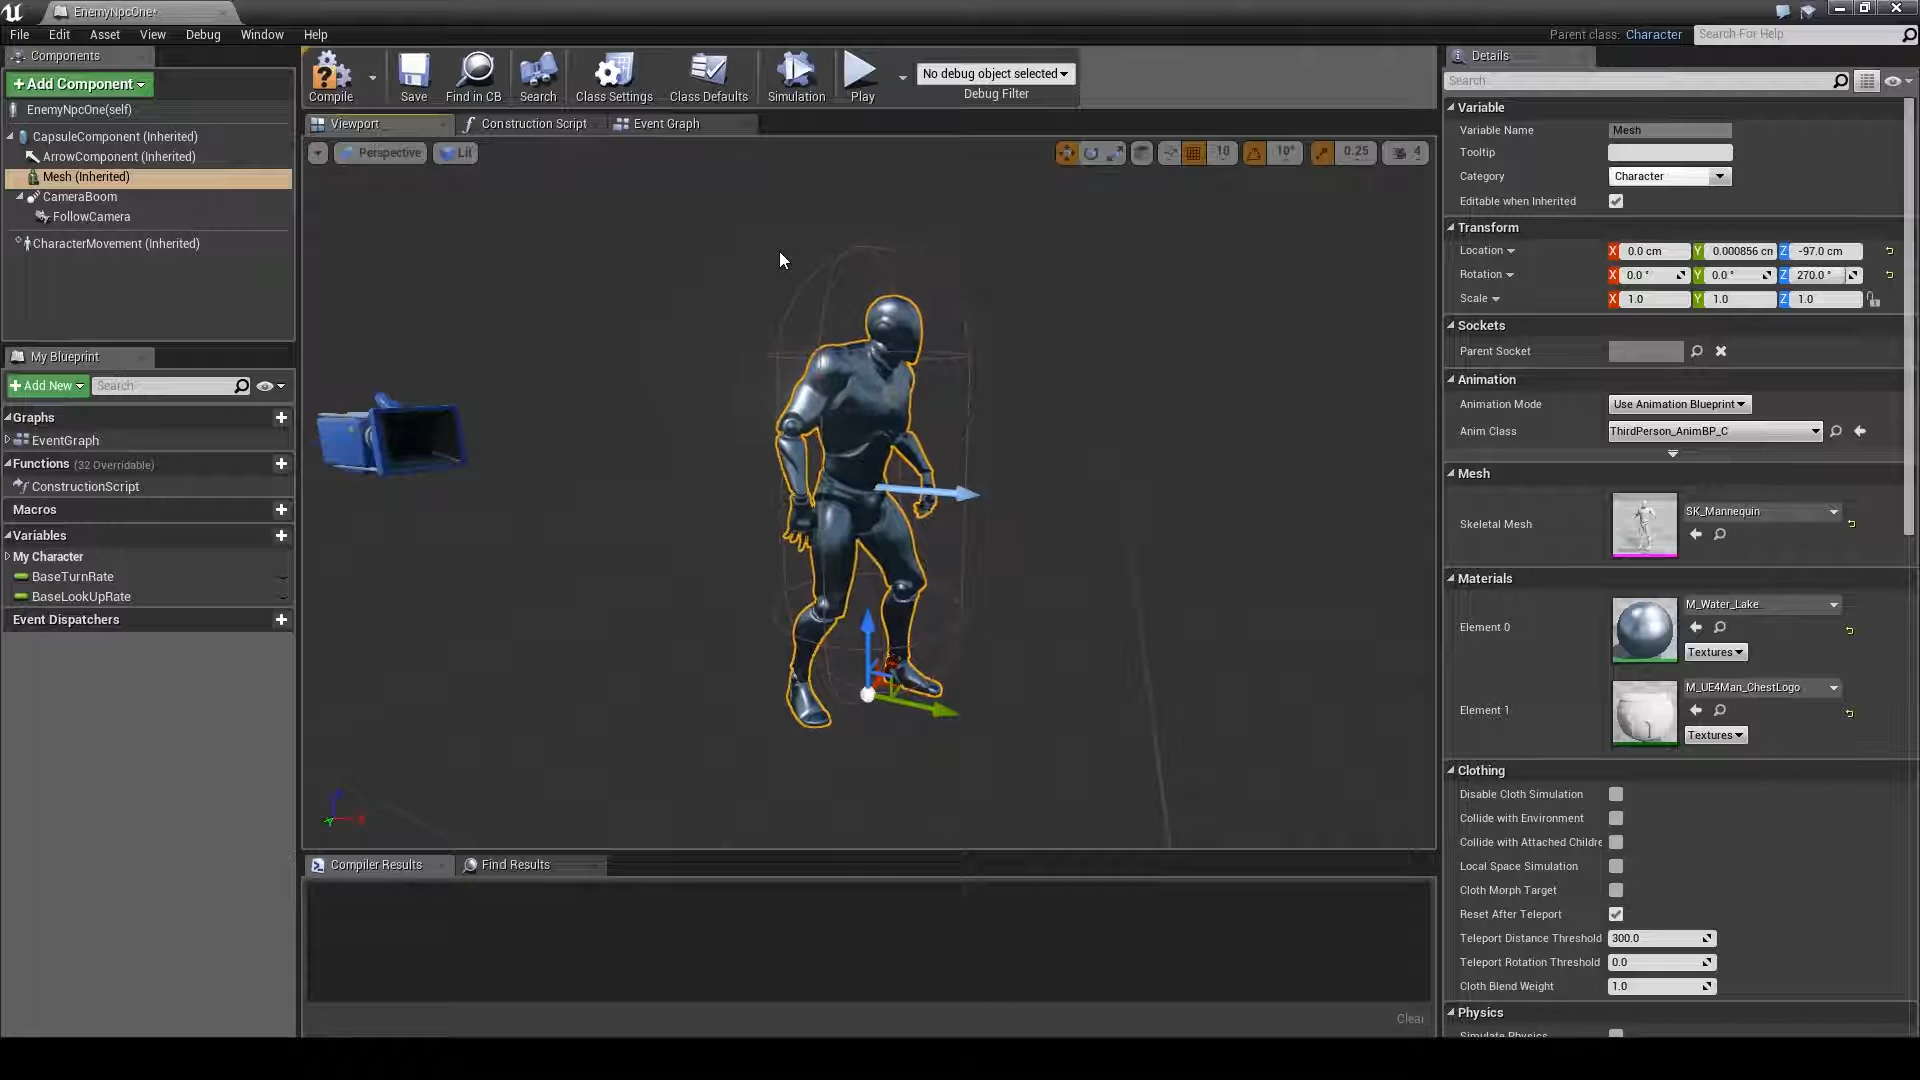 EnemyNpcOne*
File Edit Asset View Debug Window Help
Parent class: Character
Search For Help
Components
+Add Component
EnemyNpcOne(self)
CapsuleComponent (Inherited)
ArrowComponent (Inherited)
Mesh (Inherited)
CameraBoom
FollowCamera
CharacterMovement (Inherited)
My Blueprint
+Add New
Search
Graphs
EventGraph
Functions (32 Overridable)
ConstructionScript
Macros
Variables
My Character
BaseTurnRate
BaseLookUpRate
Event Dispatchers
Compile
Save
Find in CB
Search
Class Settings
Class Defaults
Simulation
Play
No debug object selected
Debug Filter
Viewport
Construction Script
Event Graph
Perspective
Lit
10
10°
0.25
4
Compiler Results
Find Results
Clear
Details
Search
Variable
Variable Name Mesh
Tooltip
Category Character
Editable when Inherited
Transform
Location X 0.0 cm Y 0.000856 cm Z -97.0 cm
Rotation X 0.0 ° Y 0.0 ° Z 270.0 °
Scale X 1.0 Y 1.0 Z 1.0
Sockets
Parent Socket
Animation
Animation Mode Use Animation Blueprint
Anim Class ThirdPerson_AnimBP_C
Mesh
Skeletal Mesh SK_Mannequin
Materials
Element 0 M_Water_Lake
Textures
Element 1 M_UE4Man_ChestLogo
Textures
Clothing
Disable Cloth Simulation
Collide with Environment
Collide with Attached Childre
Local Space Simulation
Cloth Morph Target
Reset After Teleport
Teleport Distance Threshold 300.0
Teleport Rotation Threshold 0.0
Cloth Blend Weight 1.0
Physics
Simulate Physics